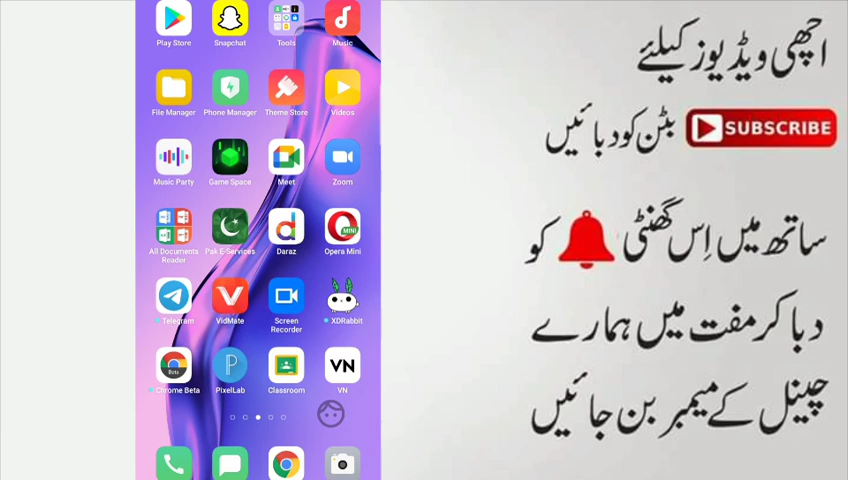 Play Store Snapchat Tools Music
File Manager Phone Manager Theme Store Videos
Music Party Game Space Meet Zoom
All Documents Reader Pak E-Services Daraz Opera Mini
MINI
Telegram VidMate Screen Recorder XDRabbit
Beta
VN
Chrome Beta PixelLab Classroom VN
اچھی ویڈیوز کیلئے
SUBSCRIBE بٹن کو دبائیں
ساتھ میں اِس گھنٹی کو
دبا کر مفت میں ہمارے
چینل کے میمبر بن جائیں